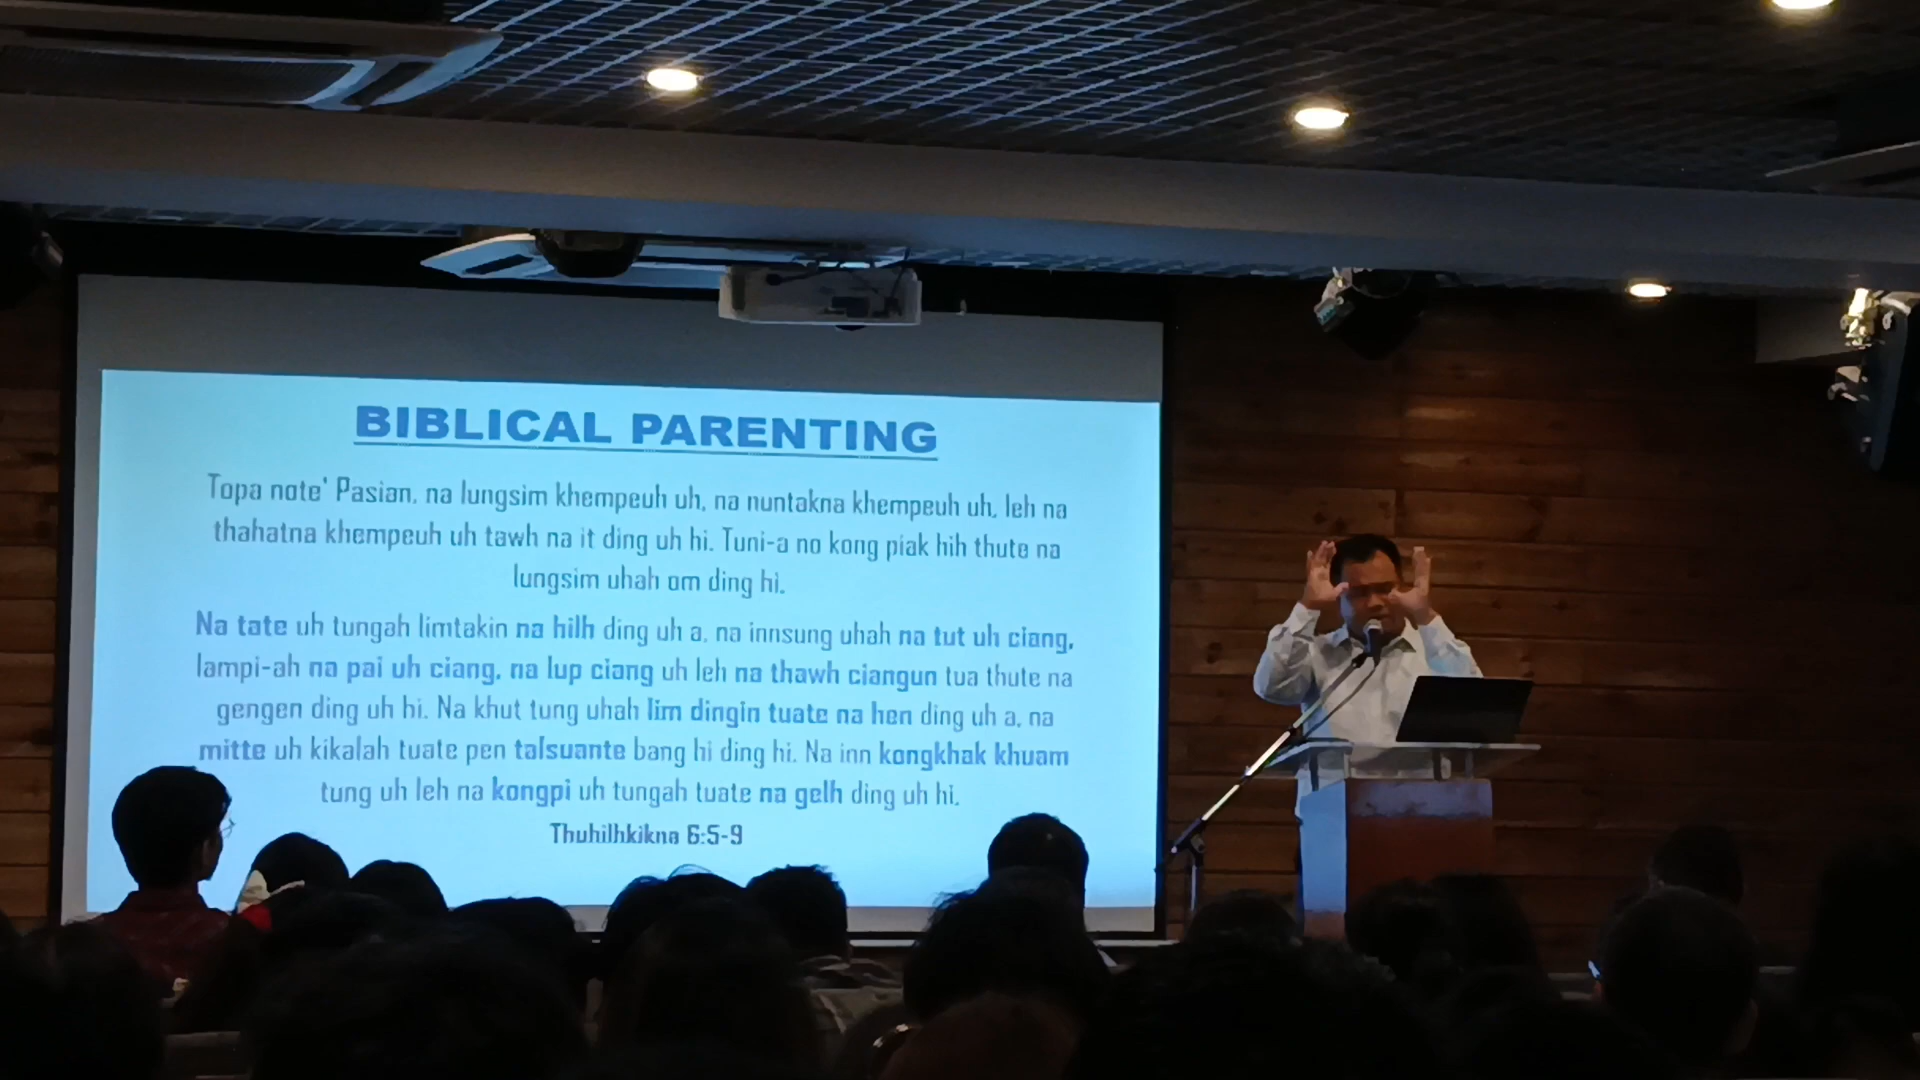 BIBLICAL PARENTING
Topa note' Pasian, na lungsim khempeuh uh, na nuntakna khempeuh uh, leh na
thahatna khempeuh uh tawh na it ding uh hi. Tuni-a no kong piak hih thute na
lungsim uhah om ding hi.
Na tate uh tungah limtakin na hilh ding uh a, na innsung uhah na tut uh ciang,
lampi-ah na pai uh ciang, na lup ciang uh leh na thawh ciangun tua thute na
gengen ding uh hi. Na khut tung uhah lim dingin tuate na hen ding uh a, na
mitte uh kikalah tuate pen talsuante bang hi ding hi. Na inn kongkhak khuam
tung uh leh na kongpi uh tungah tuate na gelh ding uh hi.
Thuhilhkikna 6:5-9